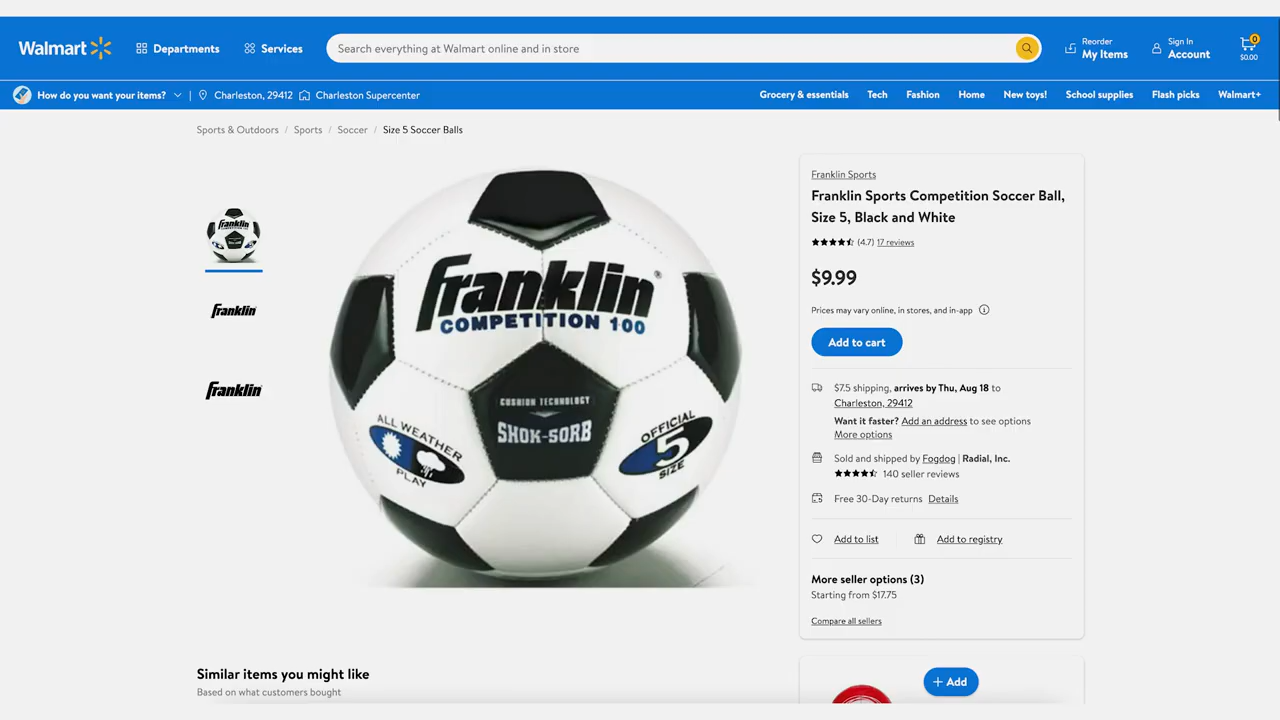 Walmart
Departments
Services
Search everything at Walmart online and in store
Reorder
My Items
Sign In
Account
0
$0.00
How do you want your items?
Charleston, 29412
Charleston Supercenter
Grocery & essentials
Tech
Fashion
Home
New toys!
School supplies
Flash picks
Walmart+
Sports & Outdoors / Sports / Soccer / Size 5 Soccer Balls
Franklin
Franklin
Franklin
Franklin®
COMPETITION 100
CUSHION TECHNOLOGY
SHOK-SORB
ALL WEATHER
PLAY
OFFICIAL
5
SIZE
Franklin Sports
Franklin Sports Competition Soccer Ball,
Size 5, Black and White
(4.7) 17 reviews
$9.99
Prices may vary online, in stores, and in-app
Add to cart
$7.5 shipping, arrives by Thu, Aug 18 to
Charleston, 29412
Want it faster? Add an address to see options
More options
Sold and shipped by Fogdog | Radial, Inc.
140 seller reviews
Free 30-Day returns Details
Add to list
Add to registry
More seller options (3)
Starting from $17.75
Compare all sellers
Similar items you might like
Based on what customers bought
+ Add